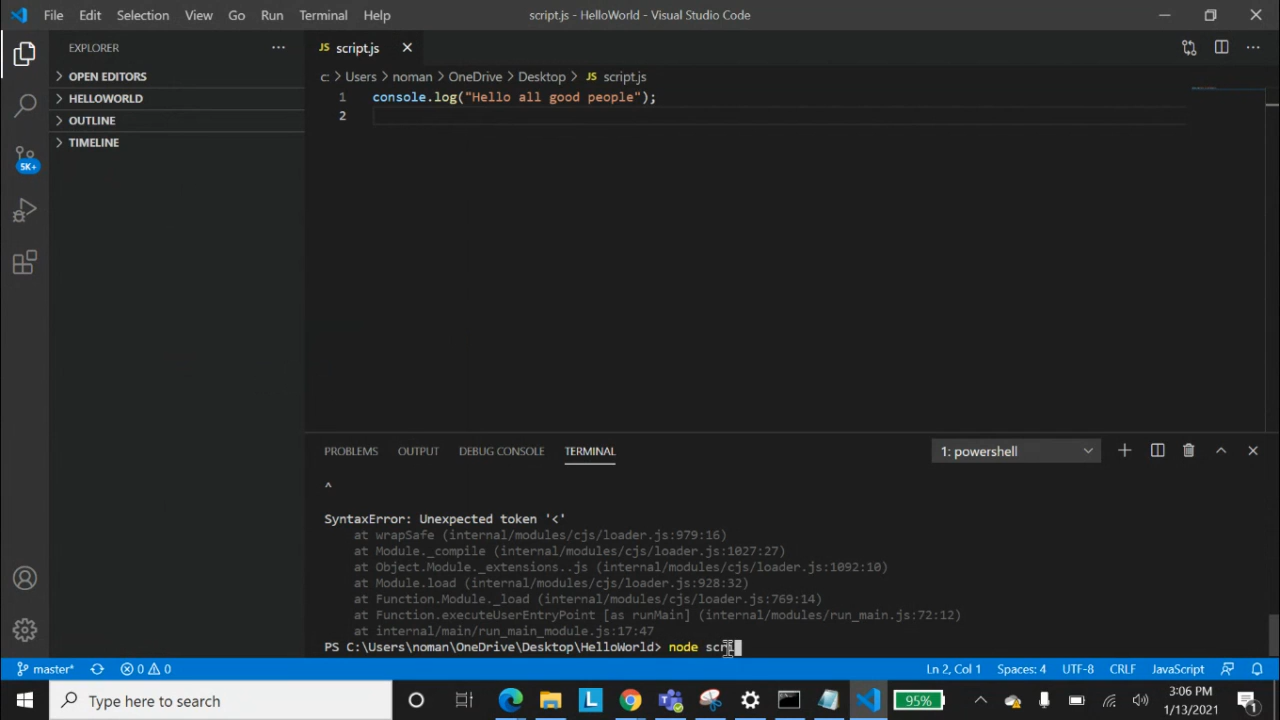 File Edit Selection View Go Run Terminal Help script.js - HelloWorld - Visual Studio Code
EXPLORER
JS script.js
OPEN EDITORS
HELLOWORLD
OUTLINE
TIMELINE
5K+
c: > Users > noman > OneDrive > Desktop > JS script.js
1 console.log("Hello all good people");
2
PROBLEMS OUTPUT DEBUG CONSOLE TERMINAL 1: powershell
^
SyntaxError: Unexpected token '<'
at wrapSafe (internal/modules/cjs/loader.js:979:16)
at Module._compile (internal/modules/cjs/loader.js:1027:27)
at Object.Module._extensions..js (internal/modules/cjs/loader.js:1092:10)
at Module.load (internal/modules/cjs/loader.js:928:32)
at Function.Module._load (internal/modules/cjs/loader.js:769:14)
at Function.executeUserEntryPoint [as runMain] (internal/modules/run_main.js:72:12)
at internal/main/run_main_module.js:17:47
PS C:\Users\noman\OneDrive\Desktop\HelloWorld> node scri
master* 0 0 Ln 2, Col 1 Spaces: 4 UTF-8 CRLF JavaScript
Type here to search L 95% 3:06 PM
1/13/2021 1